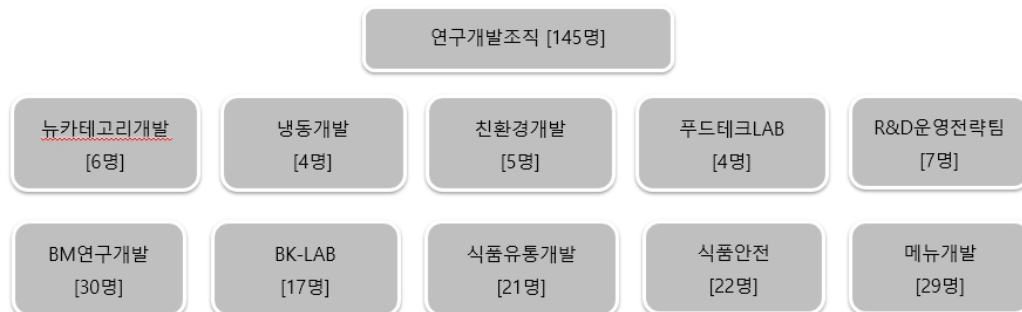 연구개발조직 [145명]
뉴카테고리개발
[6명]
냉동개발
[4명]
친환경개발
[5명]
푸드테크LAB
[4명]
R&D운영전략팀
[7명]
BM연구개발
[30명]
BK-LAB
[17명]
식품유통개발
[21명]
식품안전
[22명]
메뉴개발
[29명]